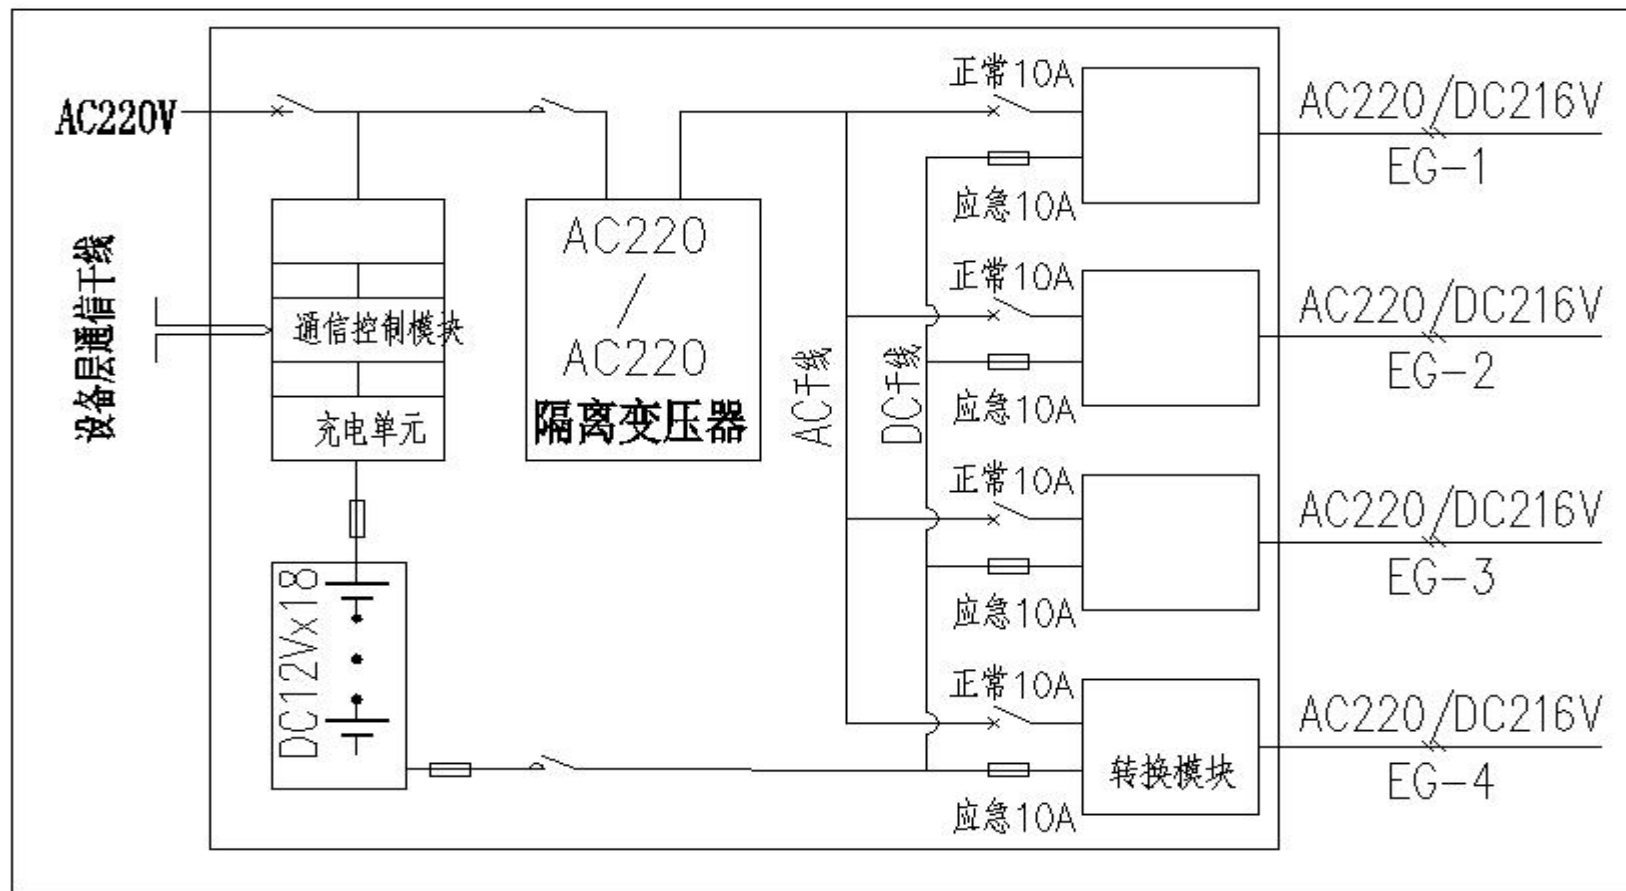 AC220V
设备层通信干线
通信控制模块
充电单元
DC12Vx18
AC220
/
AC220
隔离变压器
AC干线
DC干线
正常10A
应急10A
AC220/DC216V
EG-1
正常10A
应急10A
AC220/DC216V
EG-2
正常10A
应急10A
AC220/DC216V
EG-3
正常10A
应急10A
转换模块
AC220/DC216V
EG-4